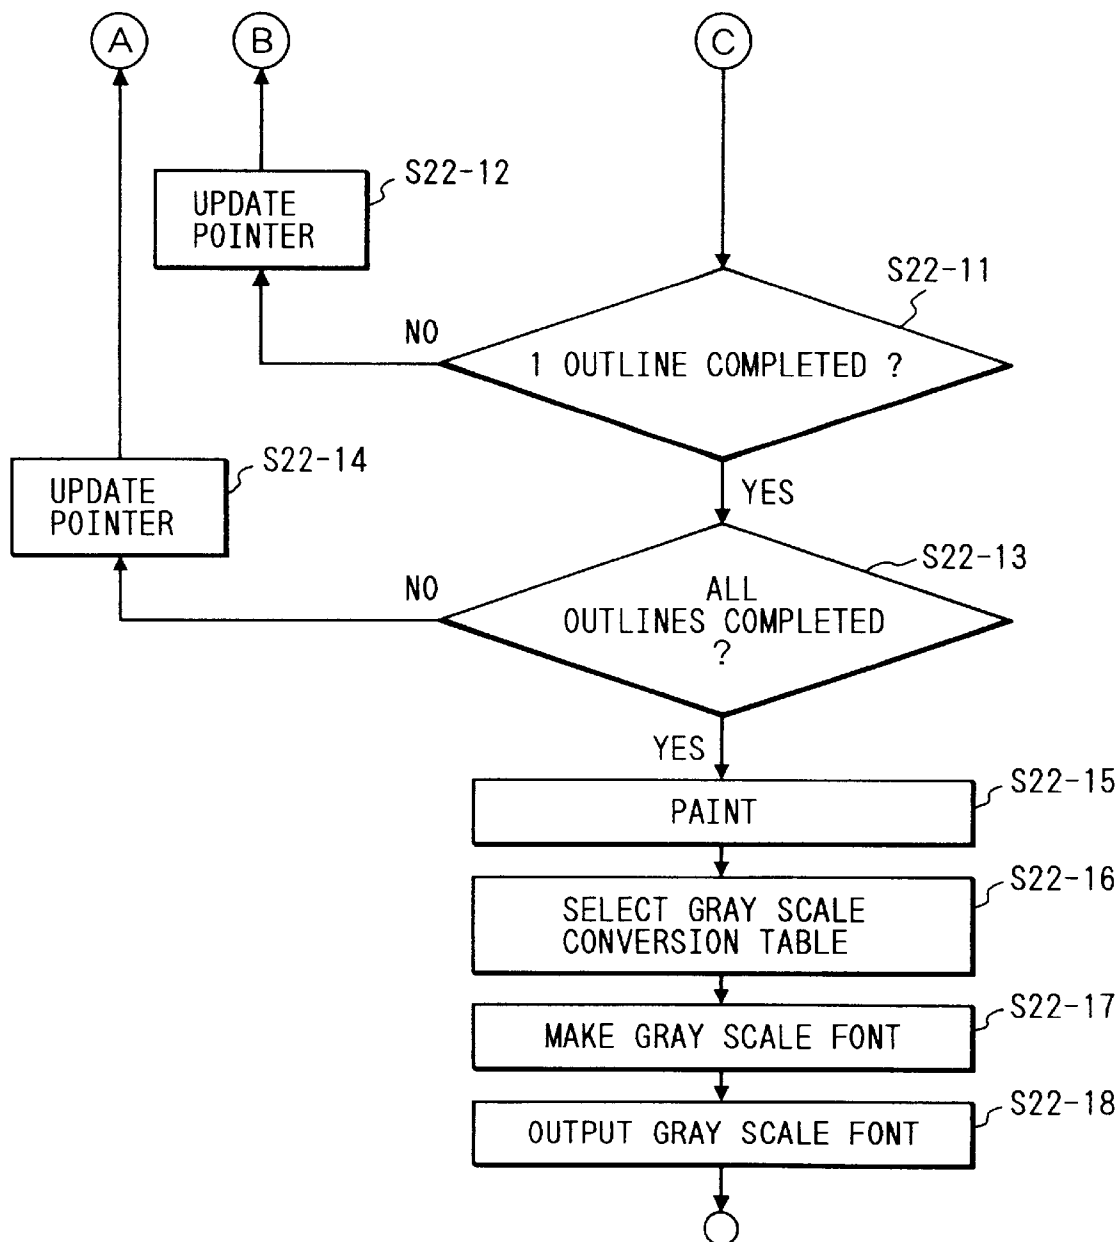 A
B
C
S22-12
UPDATE
POINTER
S22-11
NO
1 OUTLINE COMPLETED ?
S22-14
UPDATE
POINTER
YES
S22-13
NO
ALL
OUTLINES COMPLETED
?
YES
S22-15
PAINT
S22-16
SELECT GRAY SCALE
CONVERSION TABLE
S22-17
MAKE GRAY SCALE FONT
S22-18
OUTPUT GRAY SCALE FONT